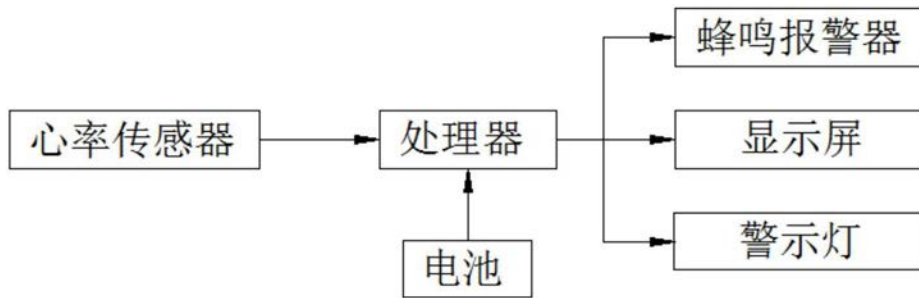 蜂鸣报警器
心率传感器
处理器
显示屏
电池
警示灯